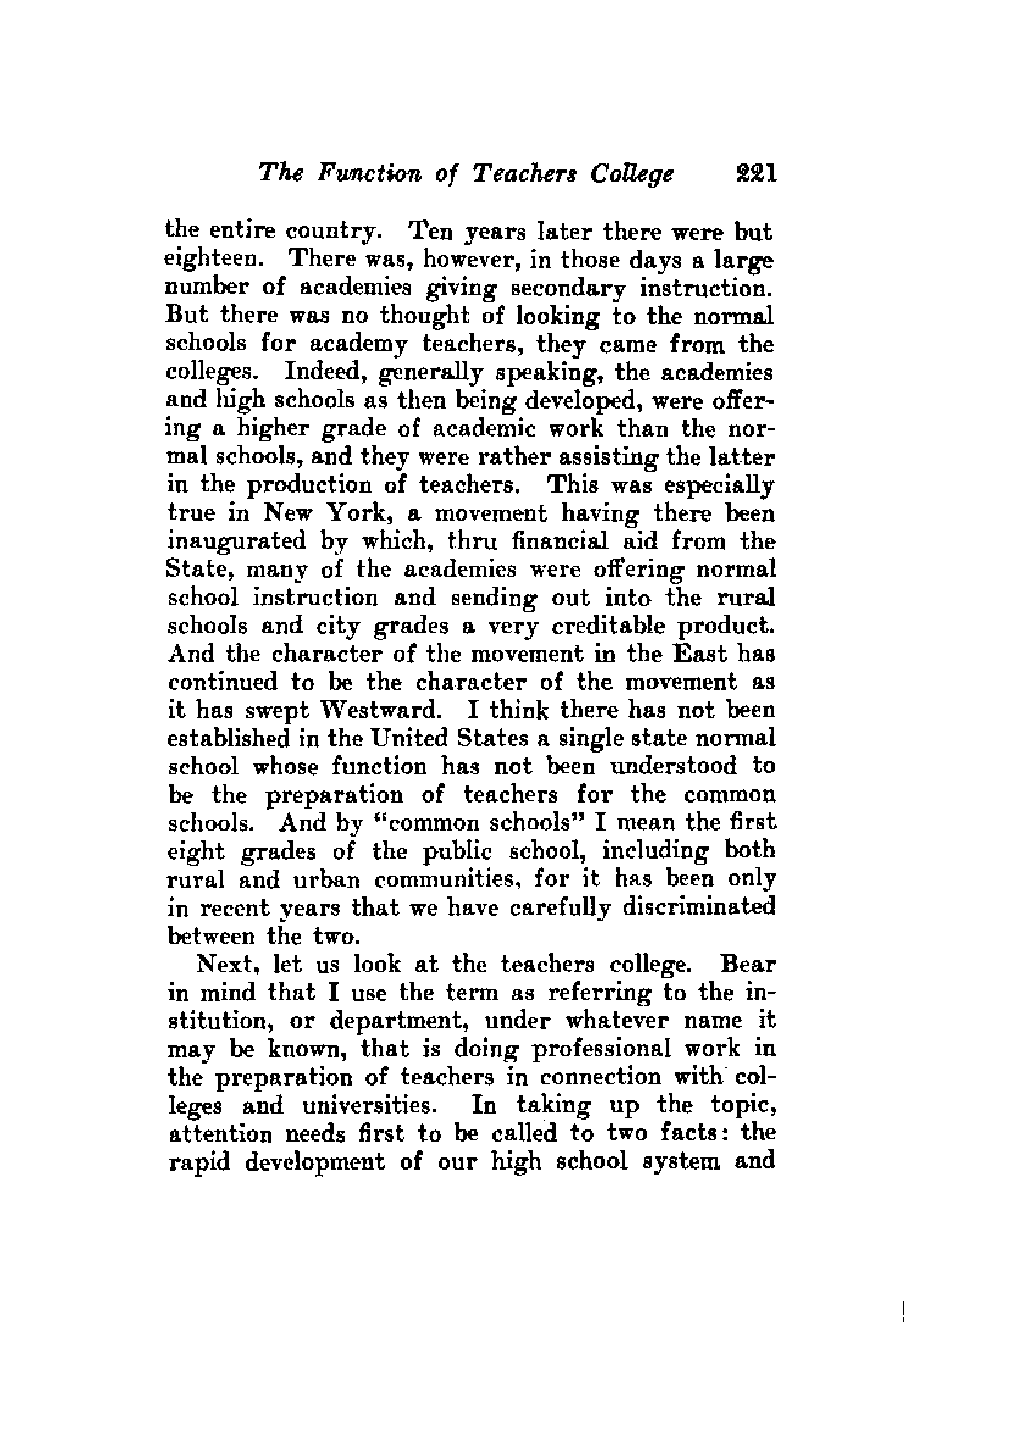 The Function of Teachers College 221
the entire country. Ten years later there were but
eighteen. There was, however, in those days a large
number of academies giving secondary instruction.
But there was no thought of looking to the normal
schools for academy teachers, they came from the
colleges. Indeed, generally speaking, the academies
and high schools as then being developed, were offer-
ing a higher grade of academic work than the nor-
mal schools, and they were rather assisting the latter
in the production of teachers. This was especially
true in New York, a movement having there been
inaugurated by which, thru financial aid from the
State, many of the academies were offering normal
school instruction and sending out into the rural
schools and city grades a very creditable product.
And the character of the movement in the East has
continued to be the character of the movement as
it has swept Westward. I think there has not been
established in the United States a single state normal
school whose function has not been understood to
be the preparation of teachers for the common
schools. And by "common schools" I mean the first
eight grades of the public school, including both
rural and urban communities, for it has been only
in recent years that we have carefully discriminated
between the two.
Next, let us look at the teachers college. Bear
in mind that I use the term as referring to the in-
stitution, or department, under whatever name it
may be known, that is doing professional work in
the preparation of teachers in connection with col-
leges and universities. In taking up the topic,
attention needs first to be called to two facts: the
rapid development of our high school system and